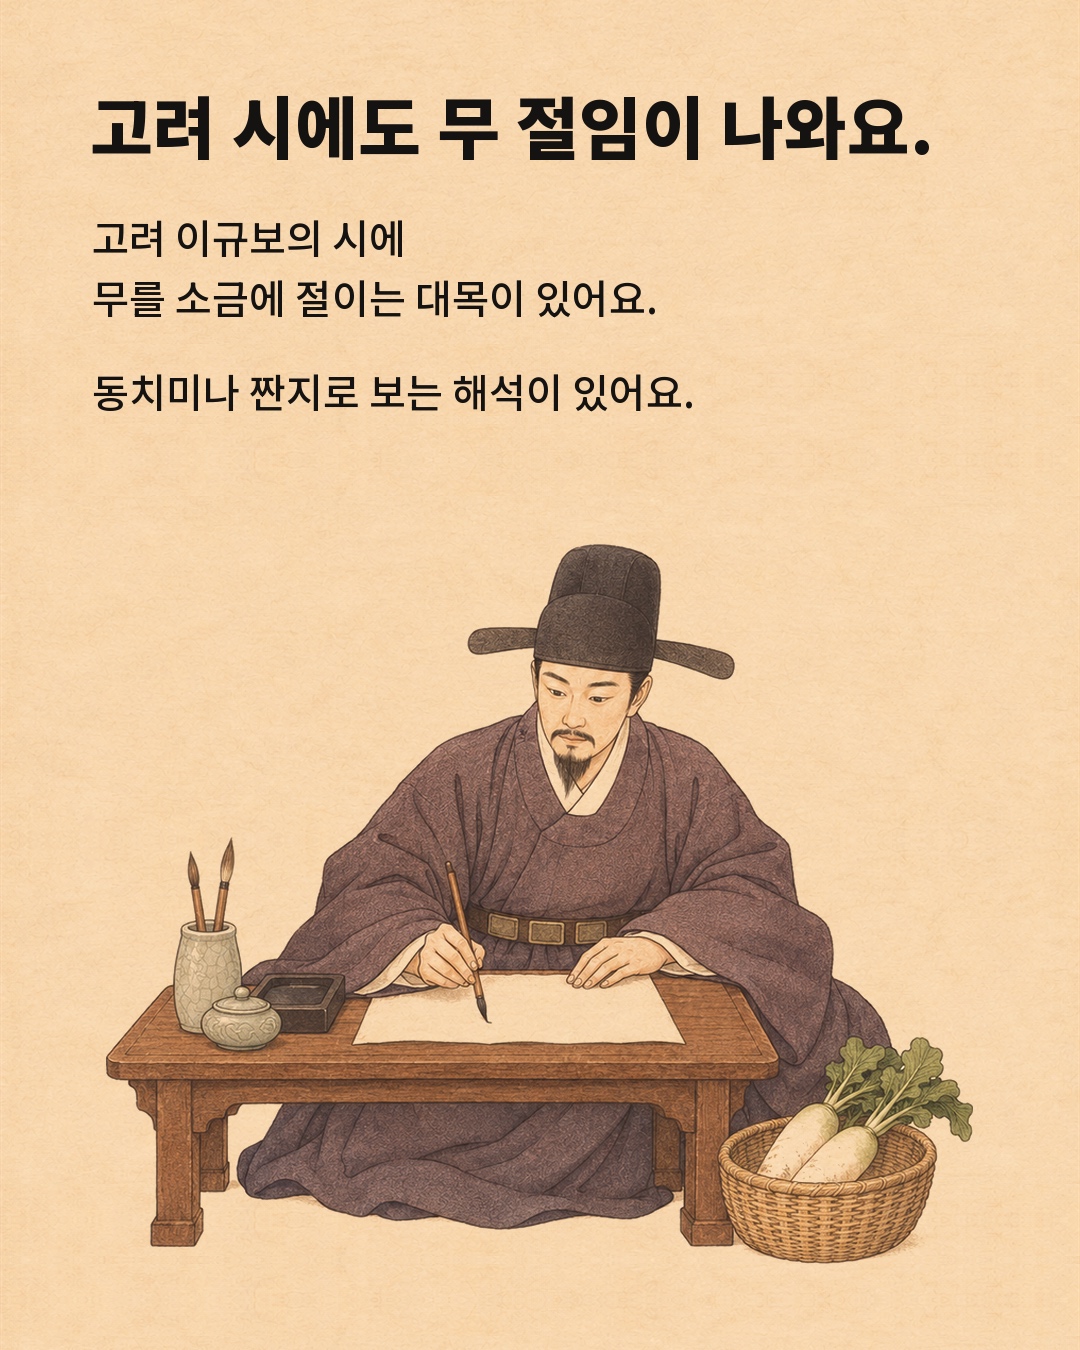 고려 시에도 무 절임이 나와요.
고려 이규보의 시에
무를 소금에 절이는 대목이 있어요.
동치미나 짠지로 보는 해석이 있어요.